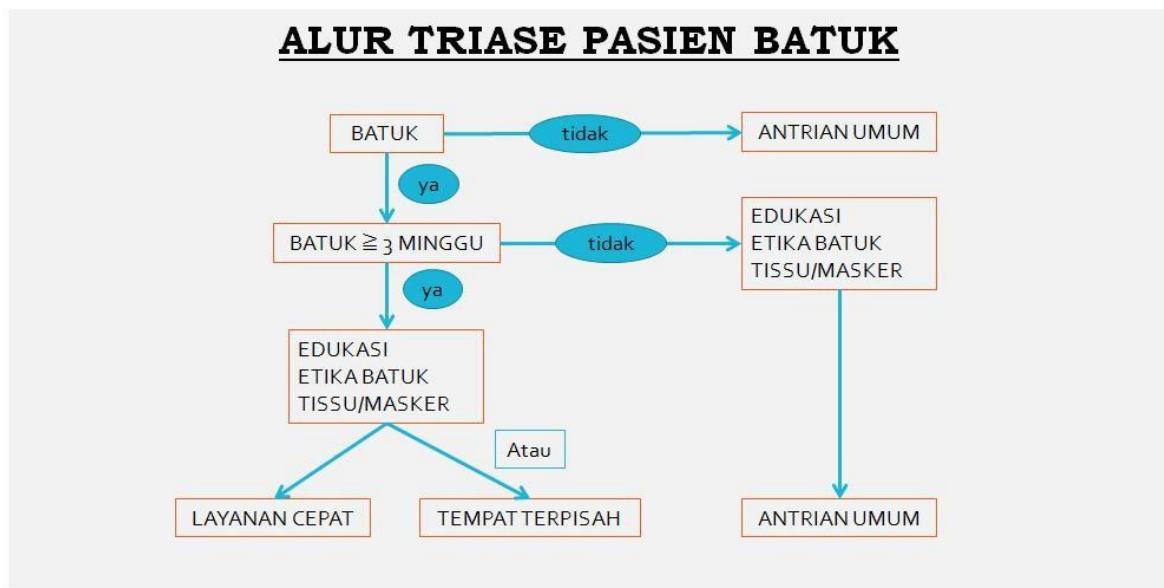 ALUR TRIASE PASIEN BATUK
BATUK
tidak
ANTRIAN UMUM
ya
BATUK ≧ 3 MINGGU
tidak
EDUKASI
ETIKA BATUK
TISSU/MASKER
ya
EDUKASI
ETIKA BATUK
TISSU/MASKER
Atau
LAYANAN CEPAT
TEMPAT TERPISAH
ANTRIAN UMUM